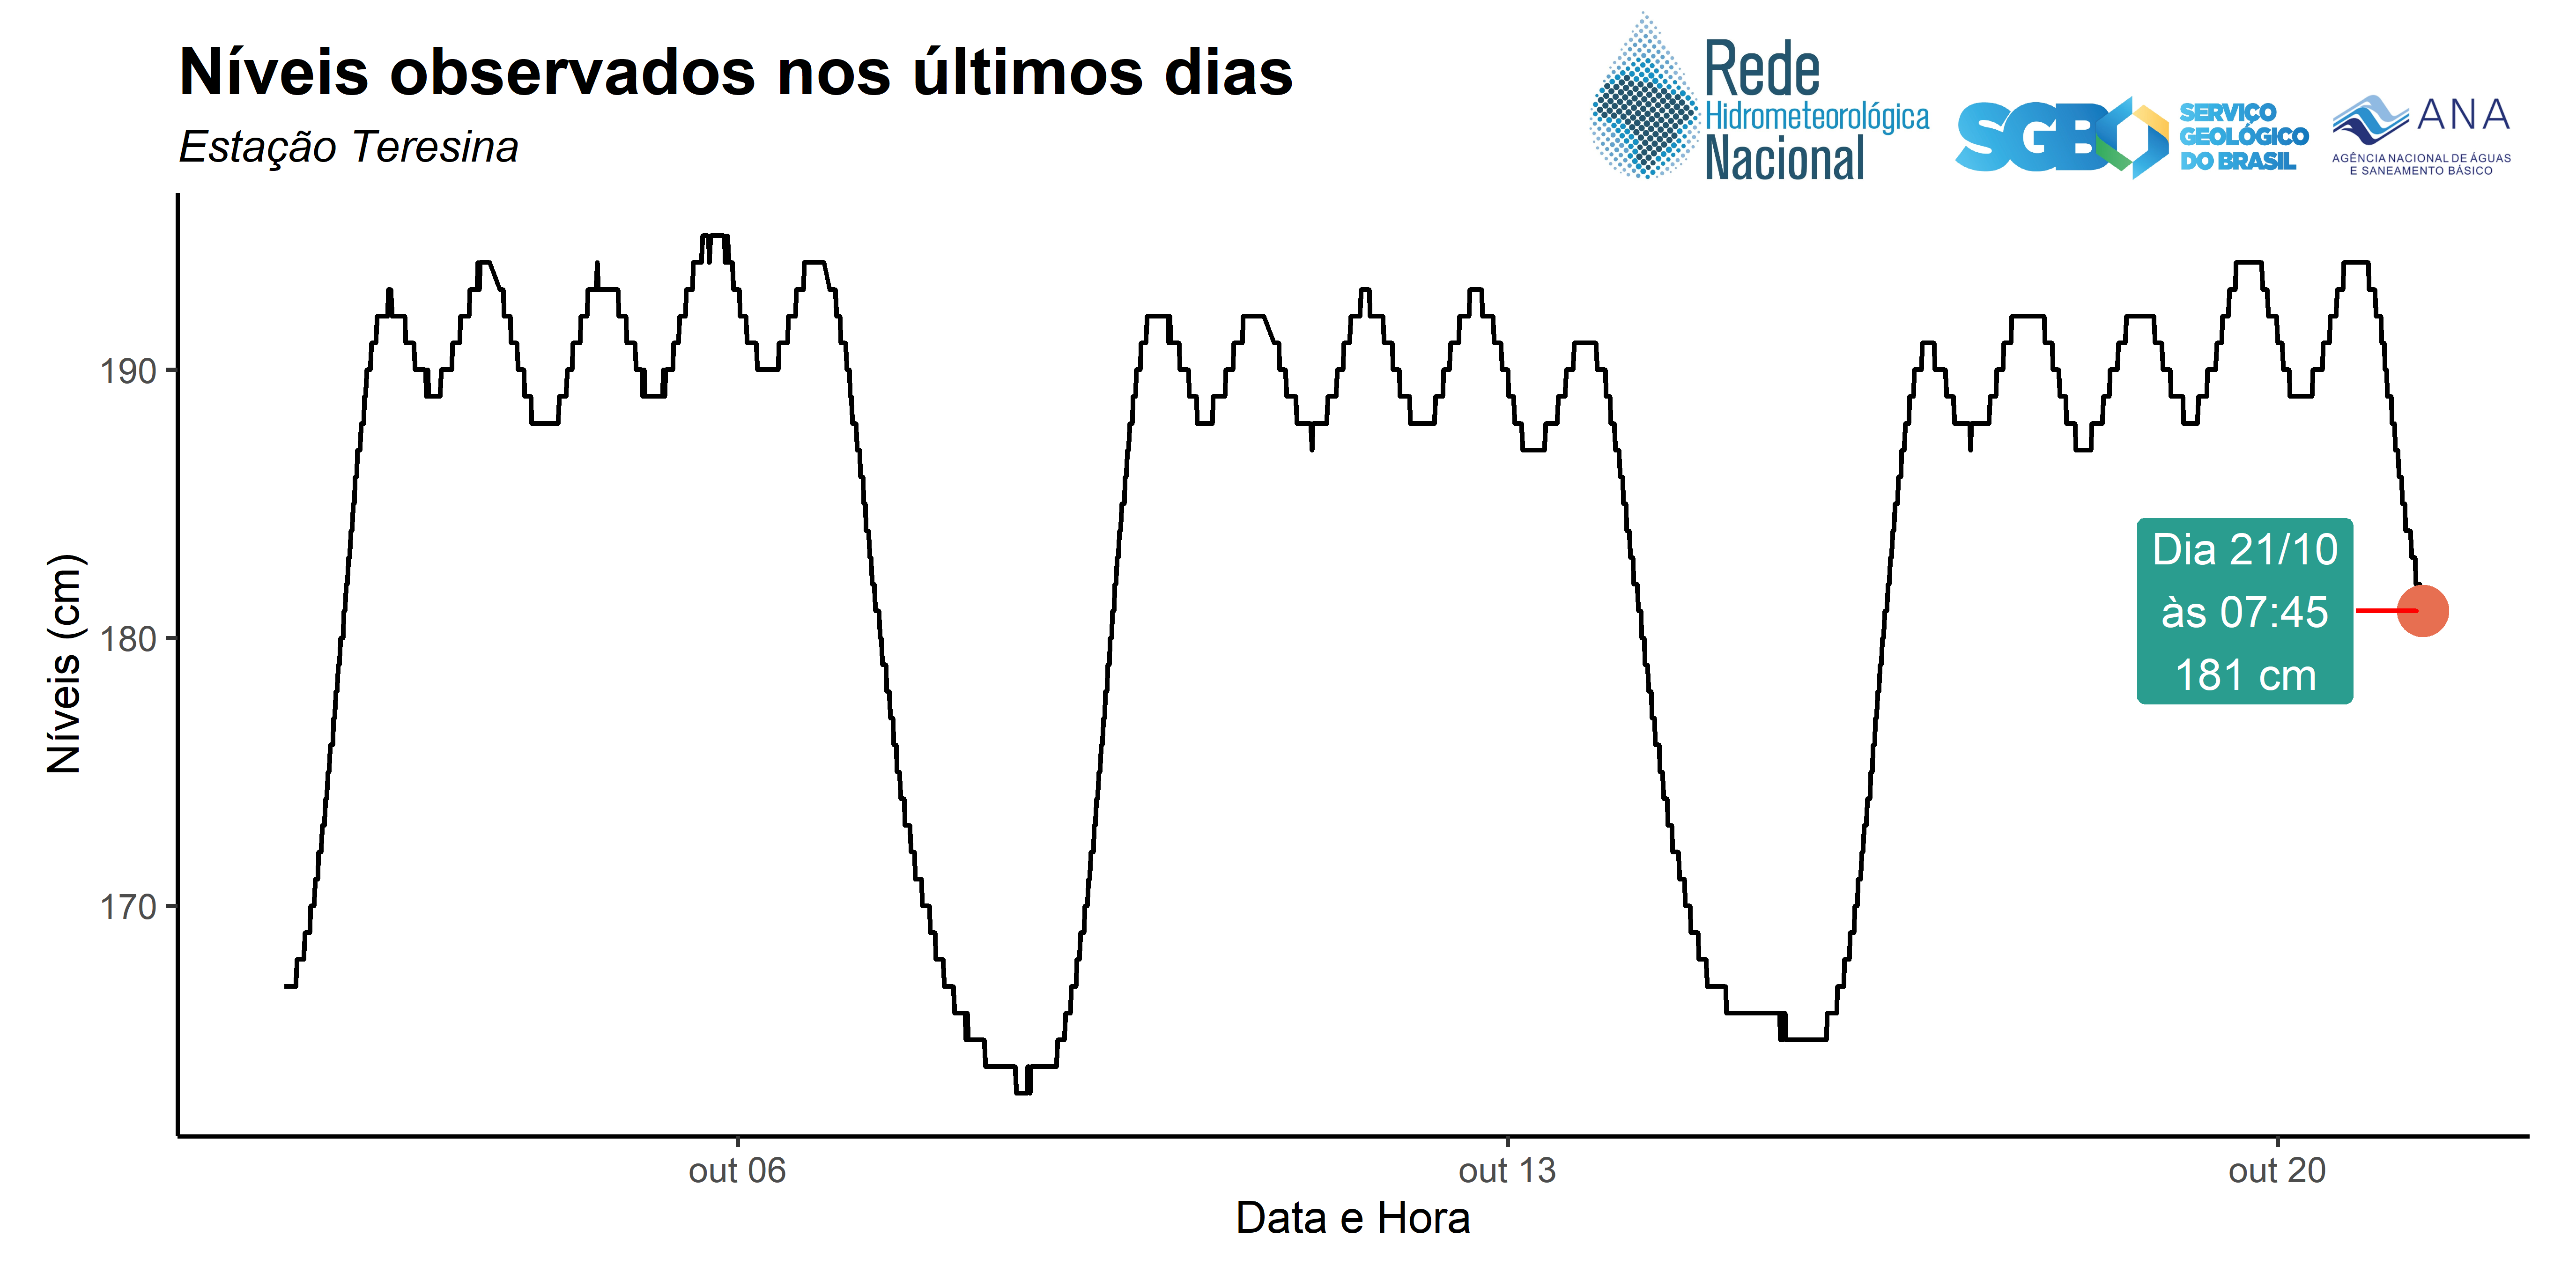 Níveis observados nos últimos dias
Estação Teresina
Rede
Hidrometeorológica
Nacional
SGB
SERVIÇO
GEOLÓGICO
DO BRASIL
ANA
AGÊNCIA NACIONAL DE ÁGUAS
E SANEAMENTO BÁSICO
Níveis (cm)
190
180
170
Dia 21/10
às 07:45
181 cm
out 06
out 13
out 20
Data e Hora